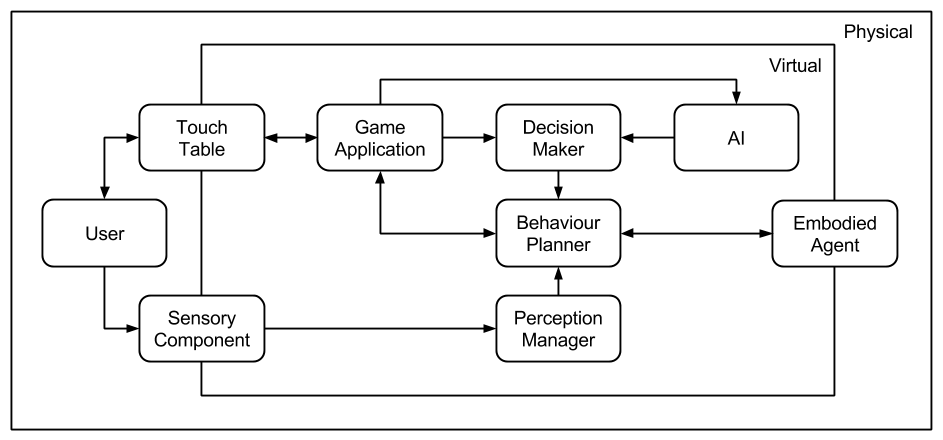 Physical
Virtual
Touch
Table
Game
Application
Decision
Maker
AI
User
Behaviour
Planner
Embodied
Agent
Sensory
Component
Perception
Manager